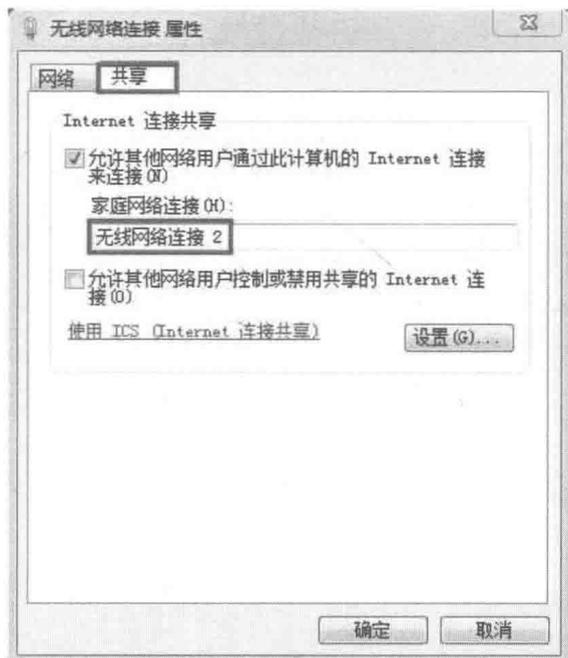 无线网络连接 属性
网络 共享
Internet 连接共享
允许其他网络用户通过此计算机的 Internet 连接
来连接(N)
家庭网络连接(H):
无线网络连接 2
允许其他网络用户控制或禁用共享的 Internet 连
接(O)
使用 ICS (Internet 连接共享)
设置(G)...
确定 取消